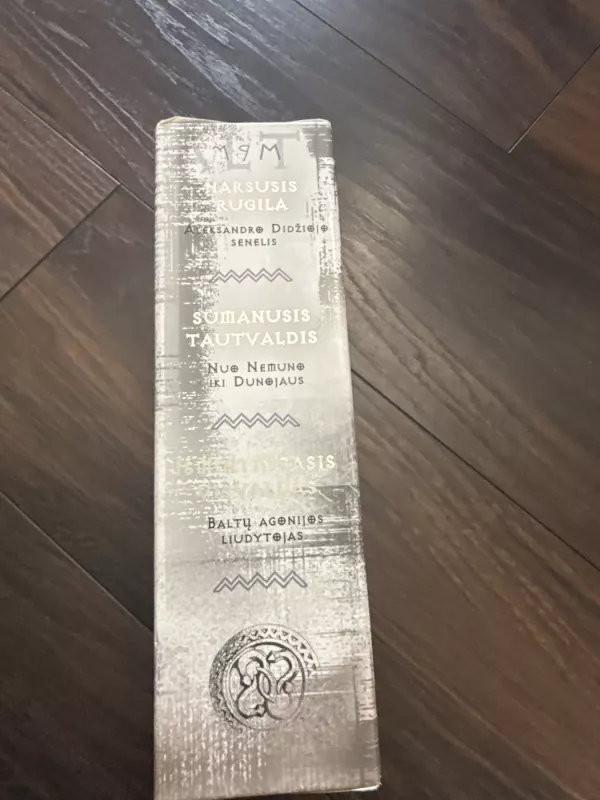 NARSUSIS
RUGILA
ALEKSANDRO DIDŽIOJO
SENELIS
SUMANUSIS
TAUTVALDIS
NUO NEMUNO
IKI DUNOJAUS
BALTŲ AGONIJOS
LIUDYTOJAS